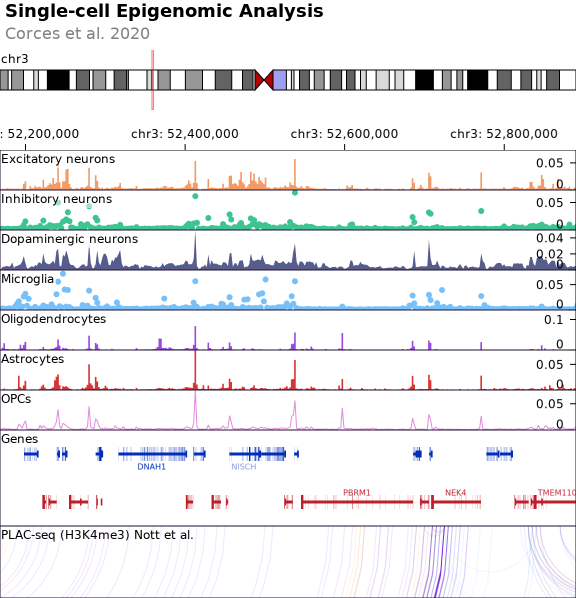 Single-cell Epigenomic Analysis
Corces et al. 2020
chr3
: 52,200,000 chr3: 52,400,000 chr3: 52,600,000 chr3: 52,800,000
Excitatory neurons 0.05
0
Inhibitory neurons 0.05
0
Dopaminergic neurons 0.04
0.02
0
Microglia 0.05
0
Oligodendrocytes 0.1
0
Astrocytes 0.05
0
OPCs 0.05
0
Genes
DNAH1 NISCH
PBRM1 NEK4 TMEM110
PLAC-seq (H3K4me3) Nott et al.